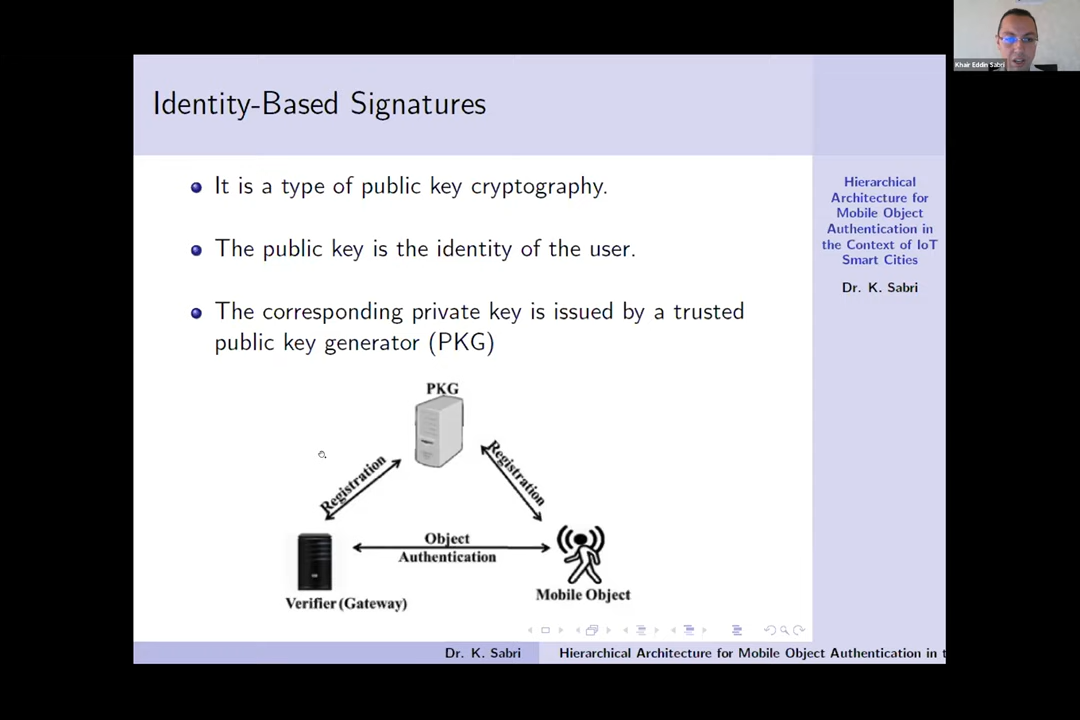 Khair Eddin Sabri
Identity-Based Signatures
It is a type of public key cryptography.
The public key is the identity of the user.
The corresponding private key is issued by a trusted
public key generator (PKG)
PKG
Registration
Registration
Object
Authentication
Verifier (Gateway)
Mobile Object
Hierarchical
Architecture for
Mobile Object
Authentication in
the Context of IoT
Smart Cities
Dr. K. Sabri
Dr. K. Sabri
Hierarchical Architecture for Mobile Object Authentication in t